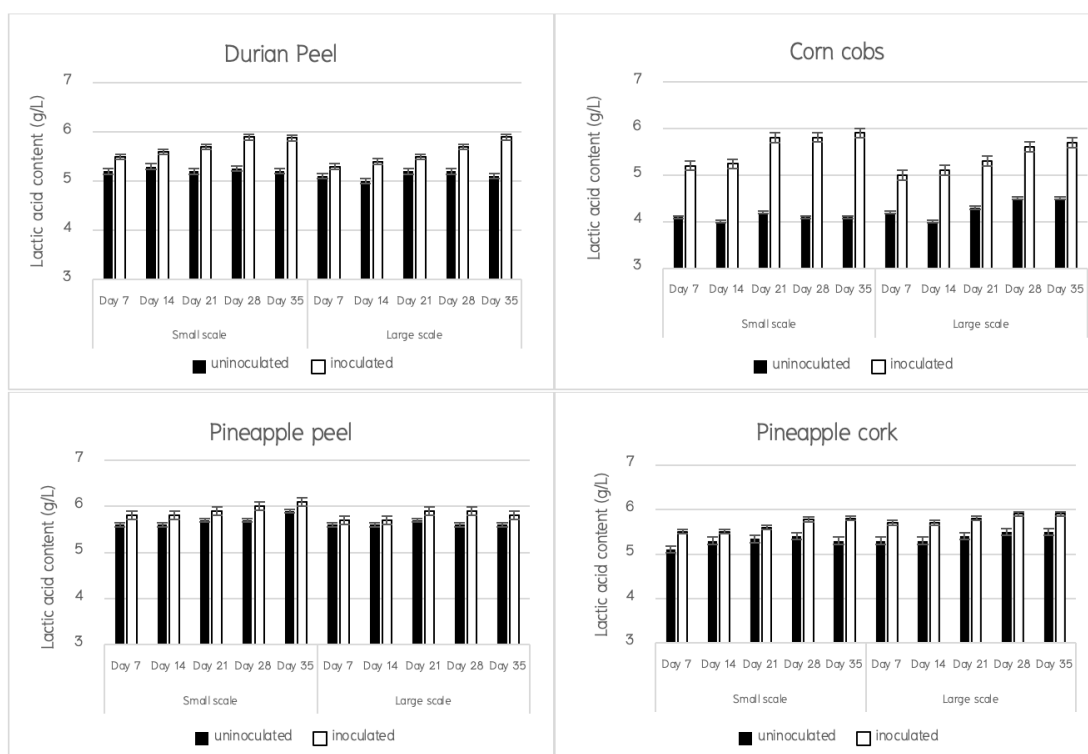 Durian Peel
Lactic acid content (g/L)
7
6
5
4
3
Day 7 Day 14 Day 21 Day 28 Day 35 Day 7 Day 14 Day 21 Day 28 Day 35
Small scale Large scale
uninoculated inoculated
Corn cobs
Lactic acid content (g/L)
7
6
5
4
3
Day 7 Day 14 Day 21 Day 28 Day 35 Day 7 Day 14 Day 21 Day 28 Day 35
Small scale Large scale
uninoculated inoculated
Pineapple peel
Lactic acid content (g/L)
7
6
5
4
3
Day 7 Day 14 Day 21 Day 28 Day 35 Day 7 Day 14 Day 21 Day 28 Day 35
Small scale Large scale
uninoculated inoculated
Pineapple cork
Lactic acid content (g/L)
7
6
5
4
3
Day 7 Day 14 Day 21 Day 28 Day 35 Day 7 Day 14 Day 21 Day 28 Day 35
Small scale Large scale
uninoculated inoculated